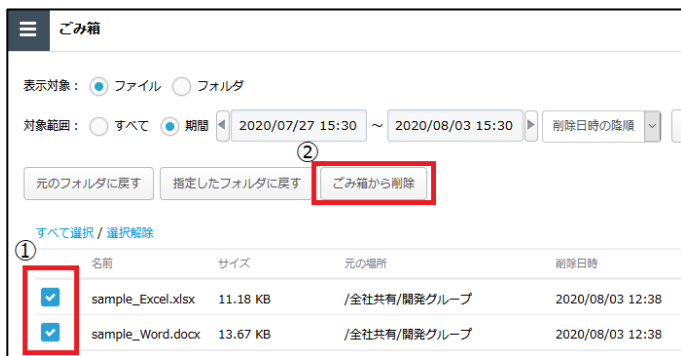 ごみ箱
表示対象： ファイル フォルダ
対象範囲： すべて 期間 2020/07/27 15:30 ～ 2020/08/03 15:30 削除日時の降順
②
元のフォルダに戻す 指定したフォルダに戻す ごみ箱から削除
すべて選択 / 選択解除
①
名前 サイズ 元の場所 削除日時
sample_Excel.xlsx 11.18 KB /全社共有/開発グループ 2020/08/03 12:38
sample_Word.docx 13.67 KB /全社共有/開発グループ 2020/08/03 12:38